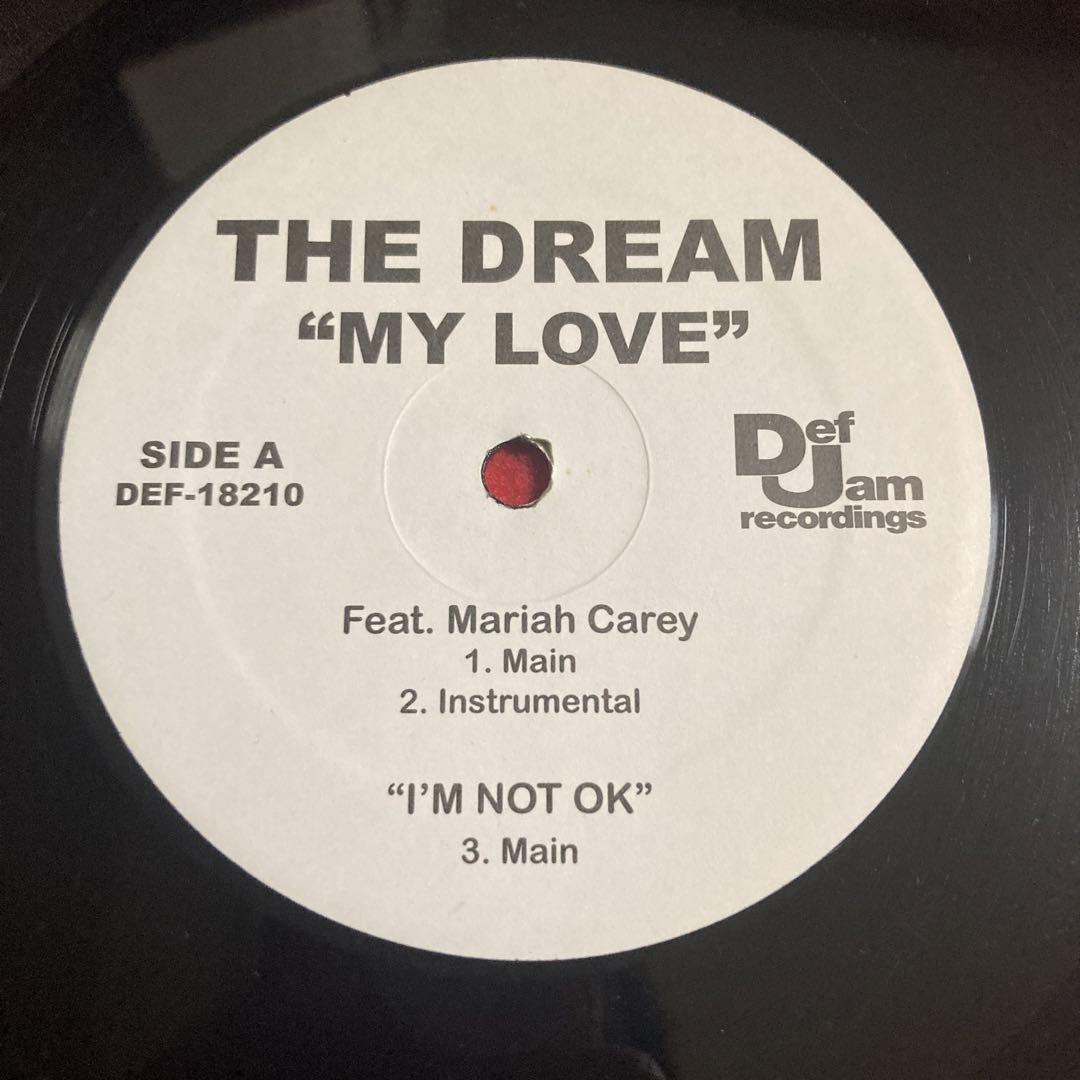 THE DREAM
“MY LOVE”
SIDE A
DEF-18210
Def
Jam
recordings
Feat. Mariah Carey
1. Main
2. Instrumental
“I’M NOT OK”
3. Main